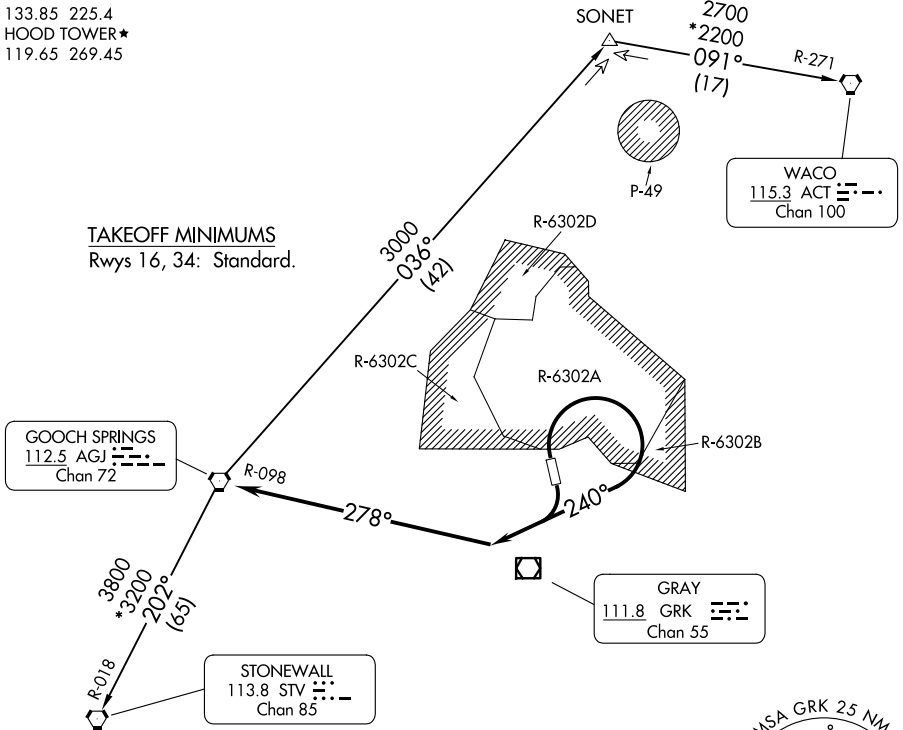 133.85 225.4
HOOD TOWER★
119.65 269.45
SONET
2700
*2200
091°
(17)
R-271
P-49
WACO
115.3 ACT
Chan 100
TAKEOFF MINIMUMS
Rwys 16, 34: Standard.
3000
036°
(42)
R-6302D
R-6302C
R-6302A
R-6302B
GOOCH SPRINGS
112.5 AGJ
Chan 72
R-098
278°
240°
GRAY
111.8 GRK
Chan 55
3800
*3200
202°
(65)
R-018
STONEWALL
113.8 STV
Chan 85
MSA GRK 25 NM